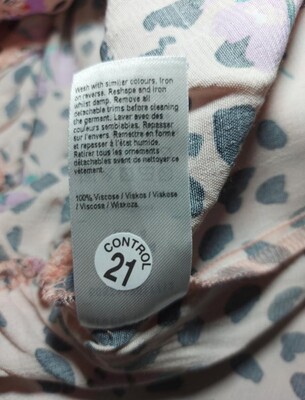 Wash with similar colours, Iron
on reverse. Reshape and iron
whilst damp. Remove all
detachable trims before cleaning
the garment. Laver avec des
couleurs semblables. Repasser
sur l'envers. Remodeler en forme
et repasser à l'état humide.
Retirer tous les ornements
détachables avant de nettoyer ce
vêtement.
100% Viscose / Viskos / Viskose
/ Viscosa / Wiskoza.
CONTROL
21